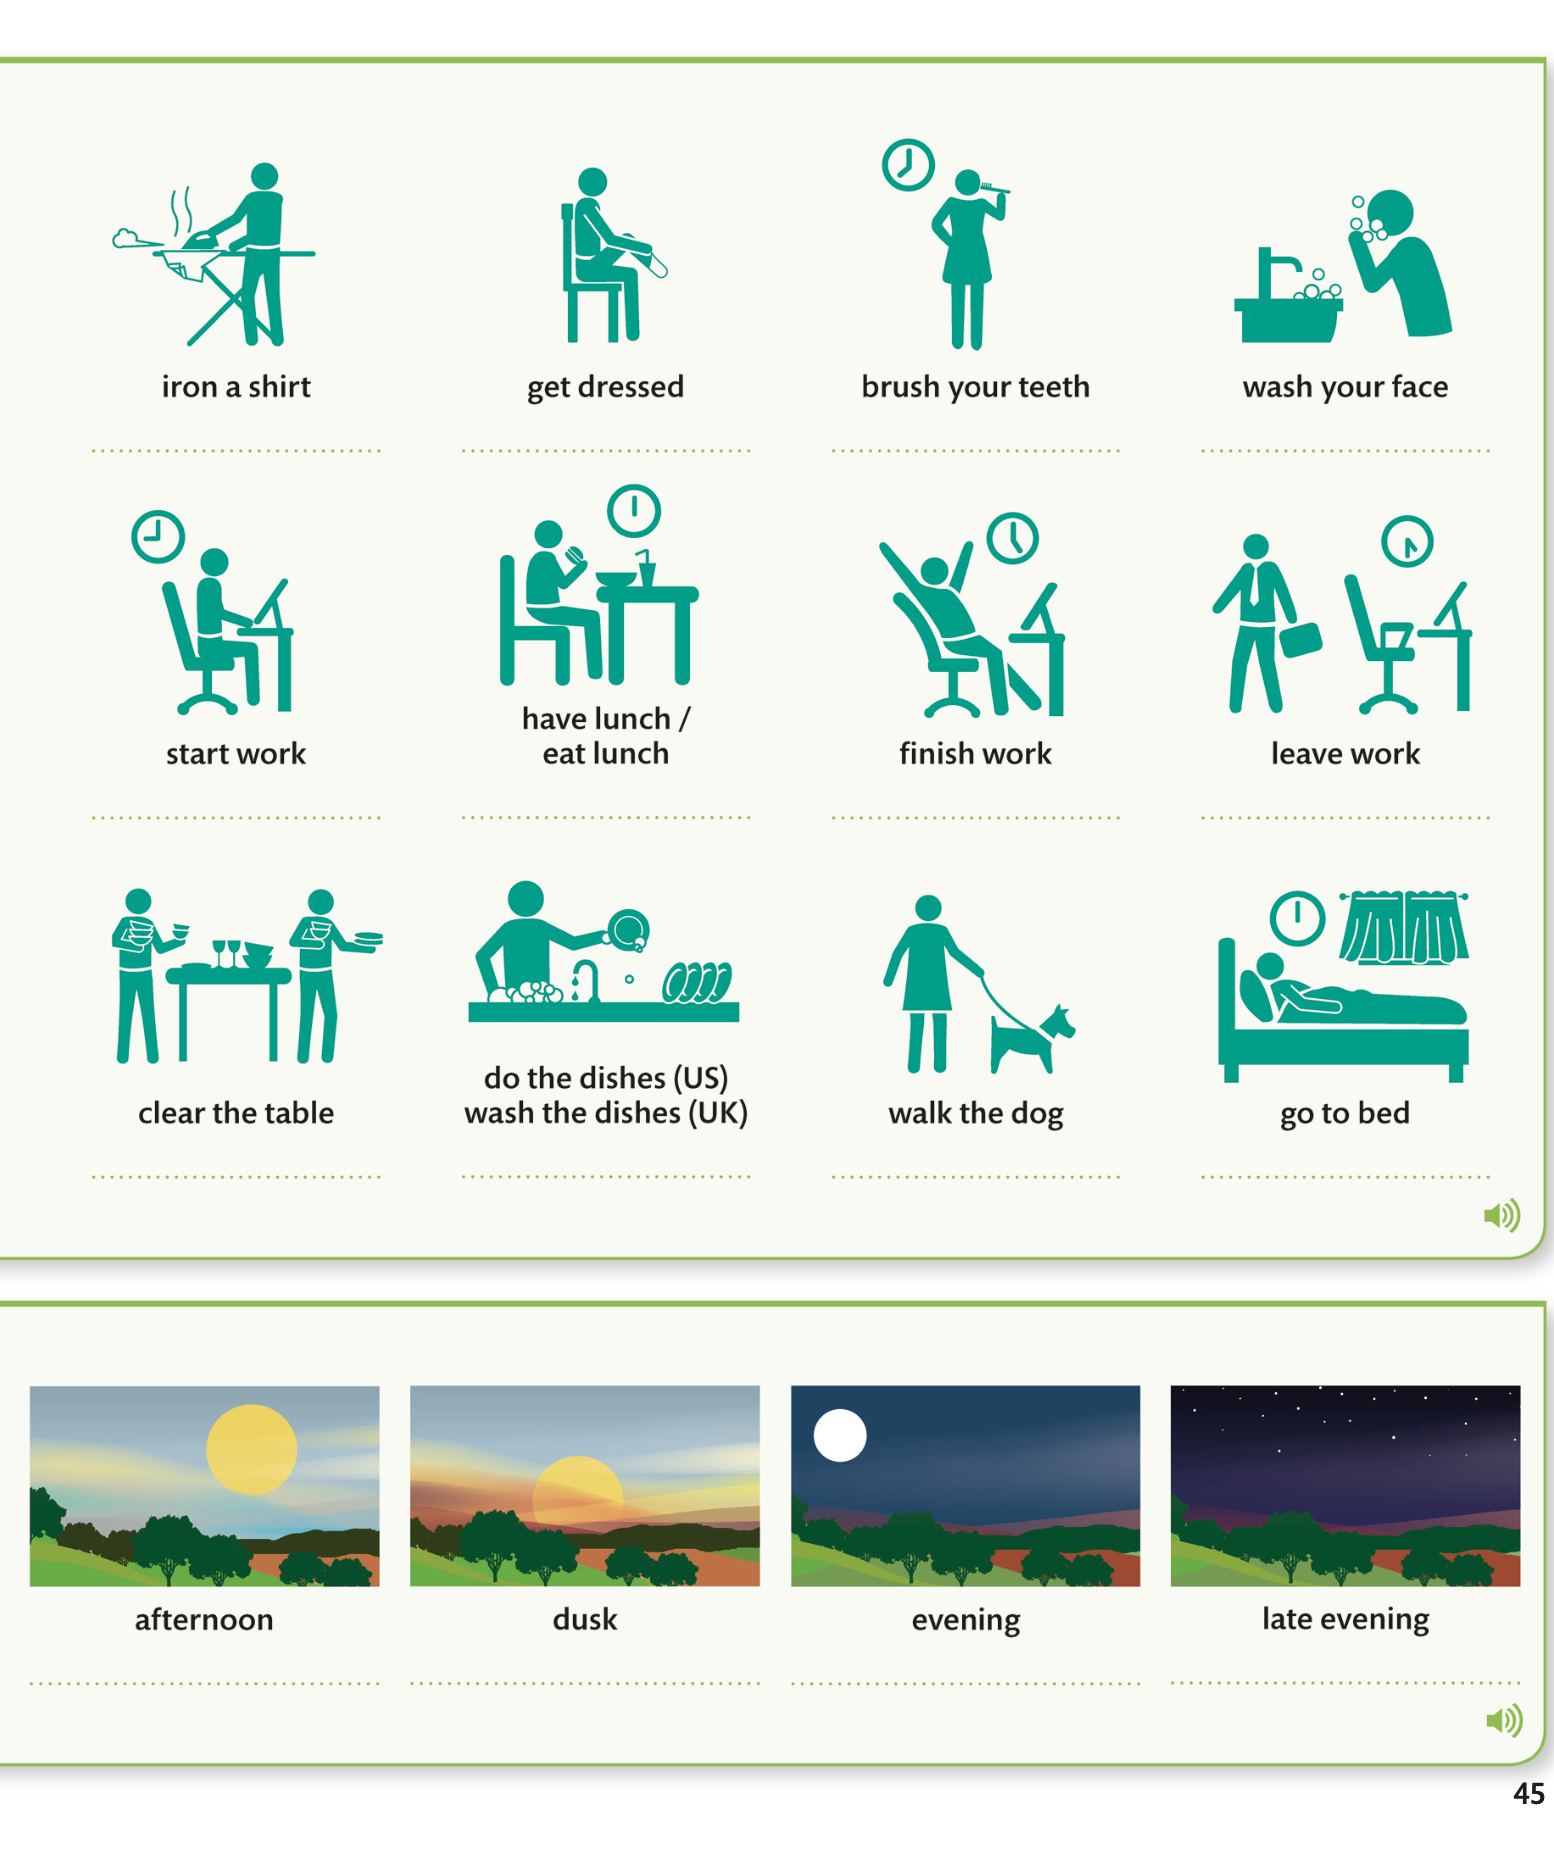 iron a shirt
get dressed
brush your teeth
wash your face
start work
have lunch /
eat lunch
finish work
leave work
clear the table
do the dishes (US)
wash the dishes (UK)
walk the dog
go to bed
afternoon
dusk
evening
late evening
45